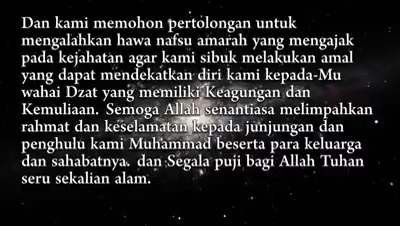 Dan kami memohon pertolongan untuk
mengalahkan hawa nafsu amarah yang mengajak
pada kejahatan agar kami sibuk melakukan amal
yang dapat mendekatkan diri kami kepada-Mu
wahai Dzat yang memiliki Keagungan dan
Kemuliaan. Semoga Allah senantiasa melimpahkan
rahmat dan keselamatan kepada junjungan dan
penghulu kami Muhammad beserta para keluarga
dan sahabatnya. dan Segala puji bagi Allah Tuhan
seru sekalian alam.